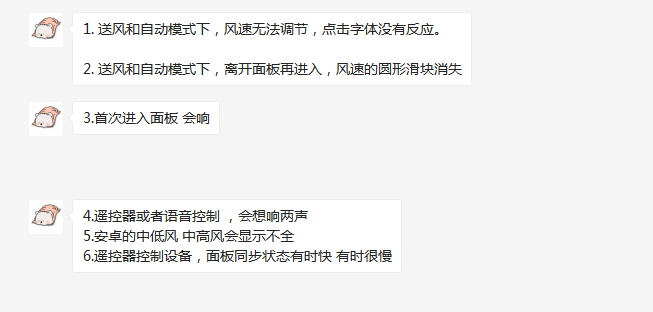 1. 送风和自动模式下，风速无法调节，点击字体没有反应。
2. 送风和自动模式下，离开面板再进入，风速的圆形滑块消失
3.首次进入面板 会响
4.遥控器或者语音控制 ，会想响两声
5.安卓的中低风 中高风会显示不全
6.遥控器控制设备，面板同步状态有时快 有时很慢